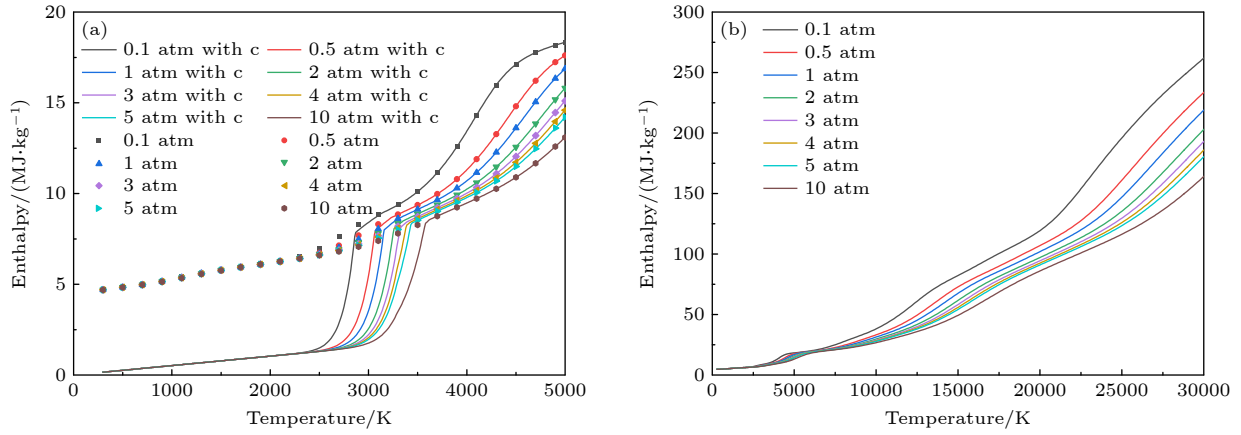 (a)
0.1 atm with c 0.5 atm with c
1 atm with c 2 atm with c
3 atm with c 4 atm with c
5 atm with c 10 atm with c
0.1 atm 0.5 atm
1 atm 2 atm
3 atm 4 atm
5 atm 10 atm
20
15
10
5
0
Enthalpy/(MJ·kg⁻¹)
0 1000 2000 3000 4000 5000
Temperature/K
(b)
0.1 atm
0.5 atm
1 atm
2 atm
3 atm
4 atm
5 atm
10 atm
300
250
200
150
100
50
0
Enthalpy/(MJ·kg⁻¹)
0 5000 10000 15000 20000 25000 30000
Temperature/K